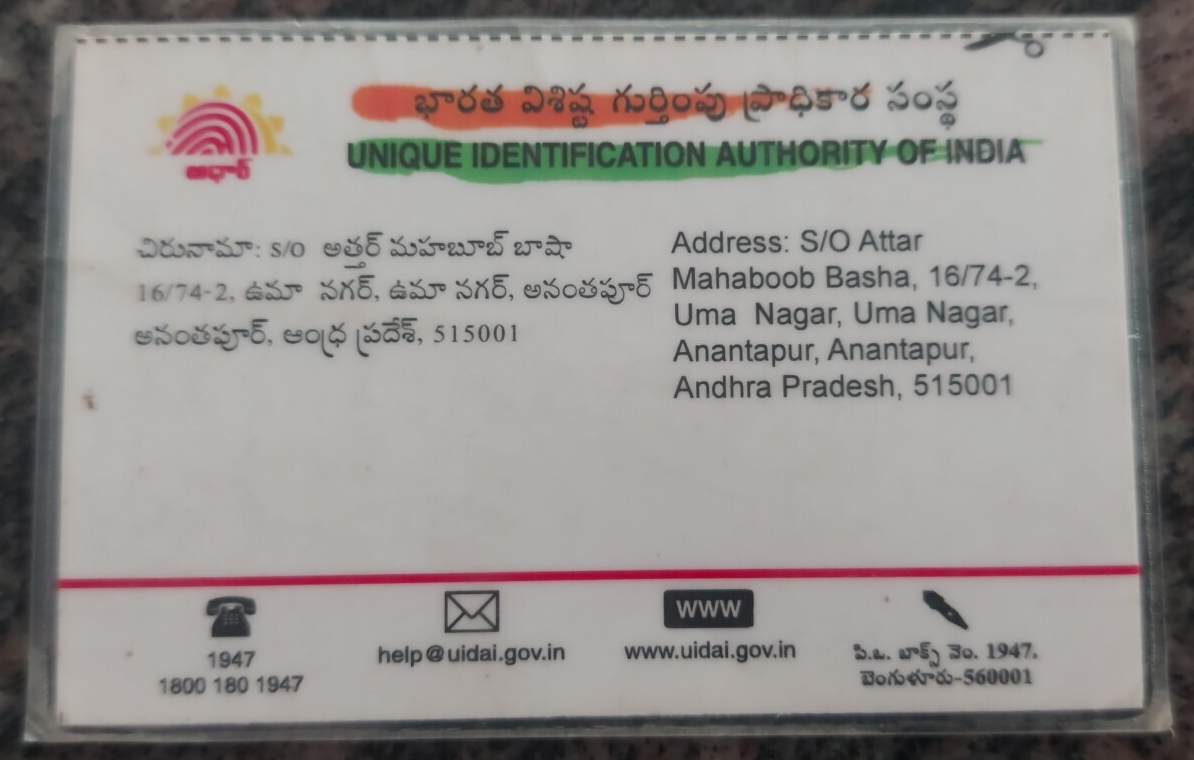 భారత విశిష్ట గుర్తింపు ప్రాధికార సంస్థ
UNIQUE IDENTIFICATION AUTHORITY OF INDIA
ఆధార్
చిరునామా: S/O అత్తర్ మహబూబ్ బాషా
16/74-2, ఉమా నగర్, ఉమా నగర్, అనంతపూర్
అనంతపూర్, ఆంధ్ర ప్రదేశ్, 515001
Address: S/O Attar
Mahaboob Basha, 16/74-2,
Uma Nagar, Uma Nagar,
Anantapur, Anantapur,
Andhra Pradesh, 515001
1947
1800 180 1947
help@uidai.gov.in
www
www.uidai.gov.in
పి.ఒ. బాక్స్ నెం. 1947.
బెంగుళూరు-560001